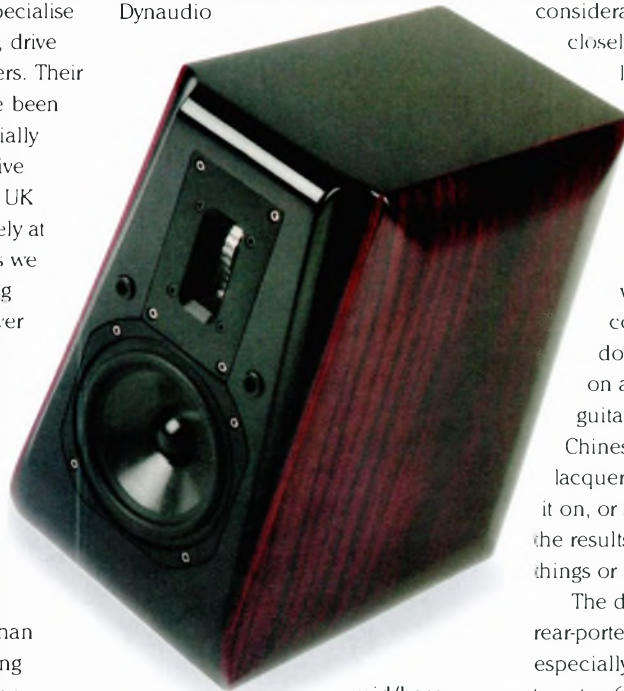 pecialise
Dynaudio
, drive
ers. Their
e been
ially
ive
UK
ely at
s we
g
ver
han
ng
mid/bass
considera
closel
l
v
co
do
on a
guita
Chines
lacquer
it on, or
the results
things or
The d
rear-porte
especially